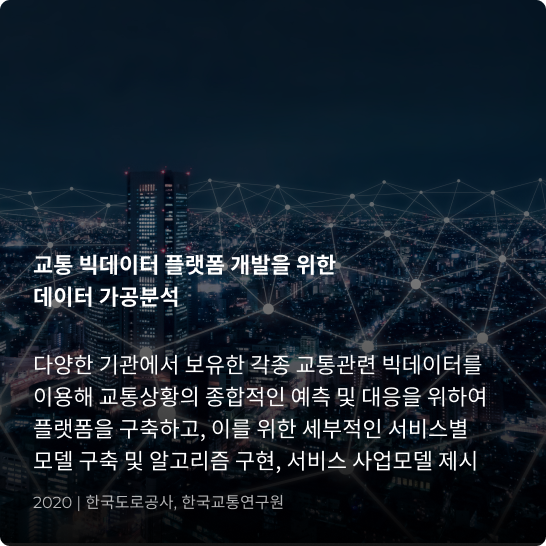 교통 빅데이터 플랫폼 개발을 위한
데이터 가공분석
다양한 기관에서 보유한 각종 교통관련 빅데이터를
이용해 교통상황의 종합적인 예측 및 대응을 위하여
플랫폼을 구축하고, 이를 위한 세부적인 서비스별
모델 구축 및 알고리즘 구현, 서비스 사업모델 제시
2020 | 한국도로공사, 한국교통연구원